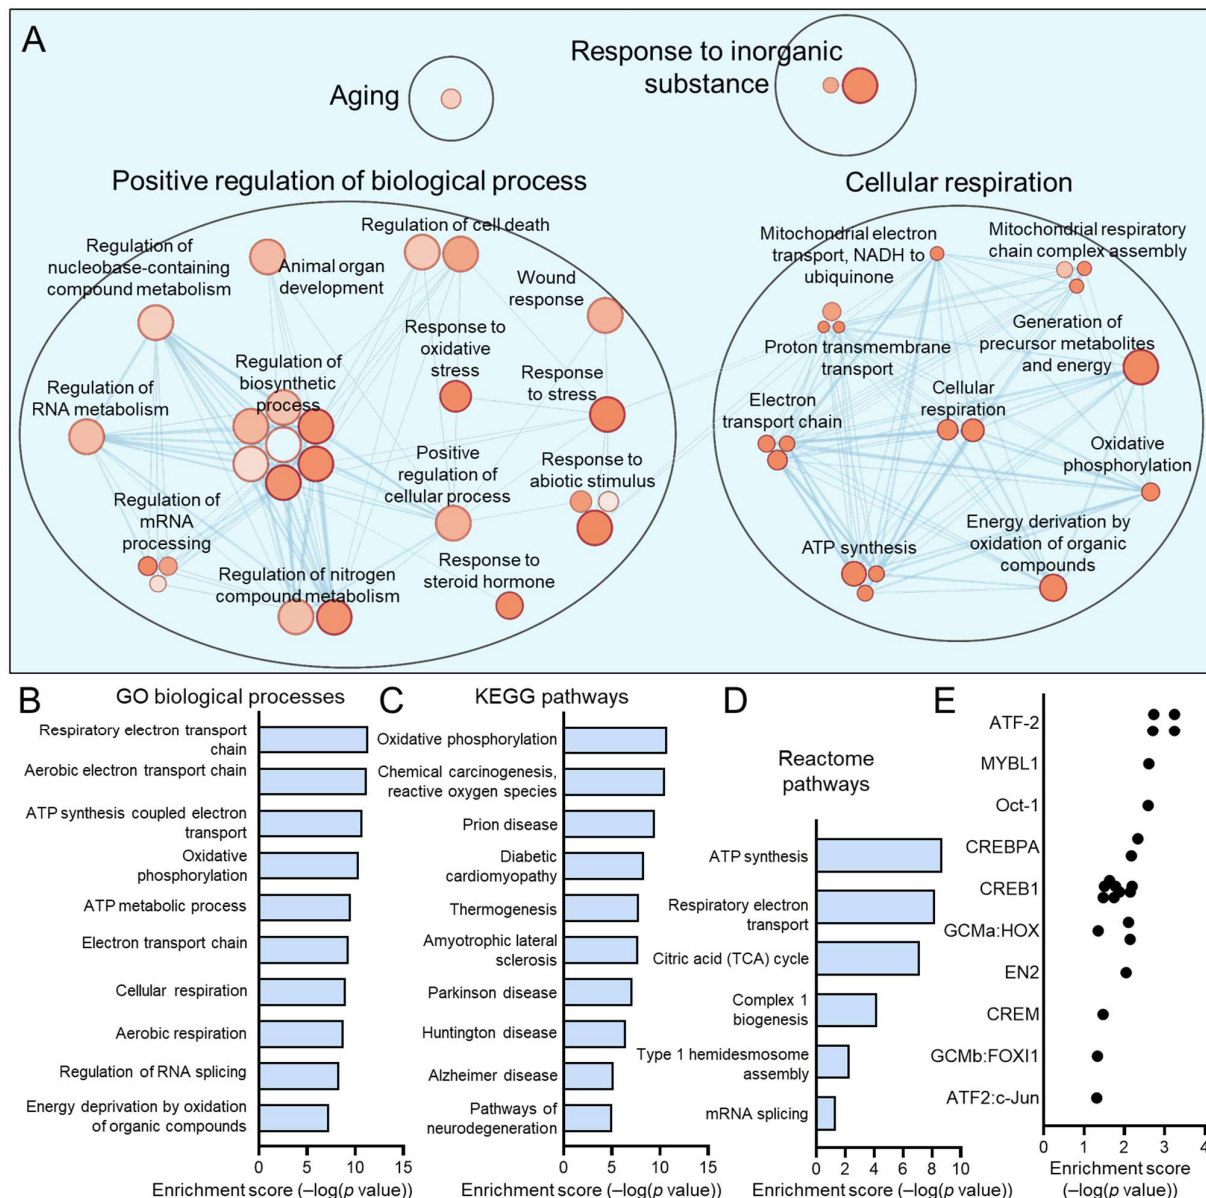 A
Aging
Response to inorganic
substance
Positive regulation of biological process
Cellular respiration
Regulation of
nucleobase-containing
compound metabolism
Animal organ
development
Regulation of cell death
Wound
response
Response to
oxidative
stress
Regulation of
biosynthetic
process
Regulation of
RNA metabolism
Response
to stress
Positive
regulation of
cellular process
Response to
abiotic stimulus
Regulation of
mRNA
processing
Regulation of nitrogen
compound metabolism
Response to
steroid hormone
Mitochondrial electron
transport, NADH to
ubiquinone
Mitochondrial respiratory
chain complex assembly
Proton transmembrane
transport
Generation of
precursor metabolites
and energy
Electron
transport chain
Cellular
respiration
Oxidative
phosphorylation
ATP synthesis
Energy derivation by
oxidation of organic
compounds
B
GO biological processes
Respiratory electron transport
chain
Aerobic electron transport chain
ATP synthesis coupled electron
transport
Oxidative
phosphorylation
ATP metabolic process
Electron transport chain
Cellular respiration
Aerobic respiration
Regulation of RNA splicing
Energy deprivation by oxidation
of organic compounds
0 5 10 15
Enrichment score (–log(p value))
C
KEGG pathways
Oxidative phosphorylation
Chemical carcinogenesis,
reactive oxygen species
Prion disease
Diabetic
cardiomyopathy
Thermogenesis
Amyotrophic lateral
sclerosis
Parkinson disease
Huntington disease
Alzheimer disease
Pathways of
neurodegeneration
0 5 10 15
Enrichment score (–log(p value))
D
Reactome
pathways
ATP synthesis
Respiratory electron
transport
Citric acid (TCA) cycle
Complex 1
biogenesis
Type 1 hemidesmosome
assembly
mRNA splicing
0 2 4 6 8 10
Enrichment score (–log(p value))
E
ATF-2
MYBL1
Oct-1
CREBPA
CREB1
GCMa:HOX
EN2
CREM
GCMb:FOXI1
ATF2:c-Jun
0 1 2 3 4
Enrichment score
(–log(p value))